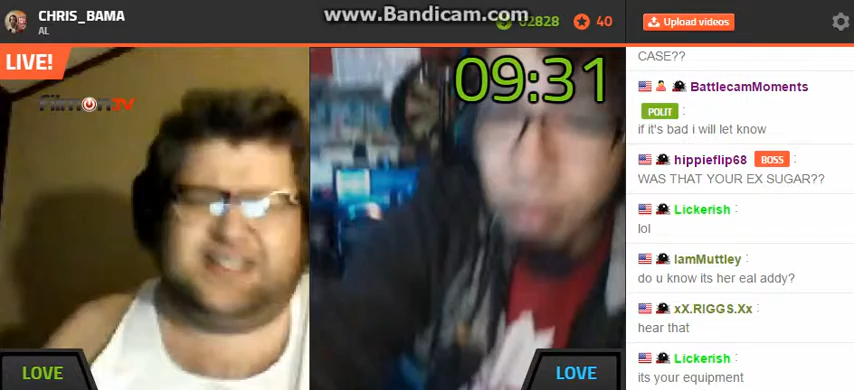 CHRIS_BAMA
AL
www.Bandicam.com
62828
40
Upload videos
LIVE!
FilmOnTV
09:31
LOVE
LOVE
CASE??
BattlecamMoments
POLIT :
if it's bad i will let know
hippieflip68 BOSS :
WAS THAT YOUR EX SUGAR??
Lickerish :
lol
IamMuttley :
do u know its her eal addy?
xX.RIGGS.Xx :
hear that
Lickerish :
its your equipment